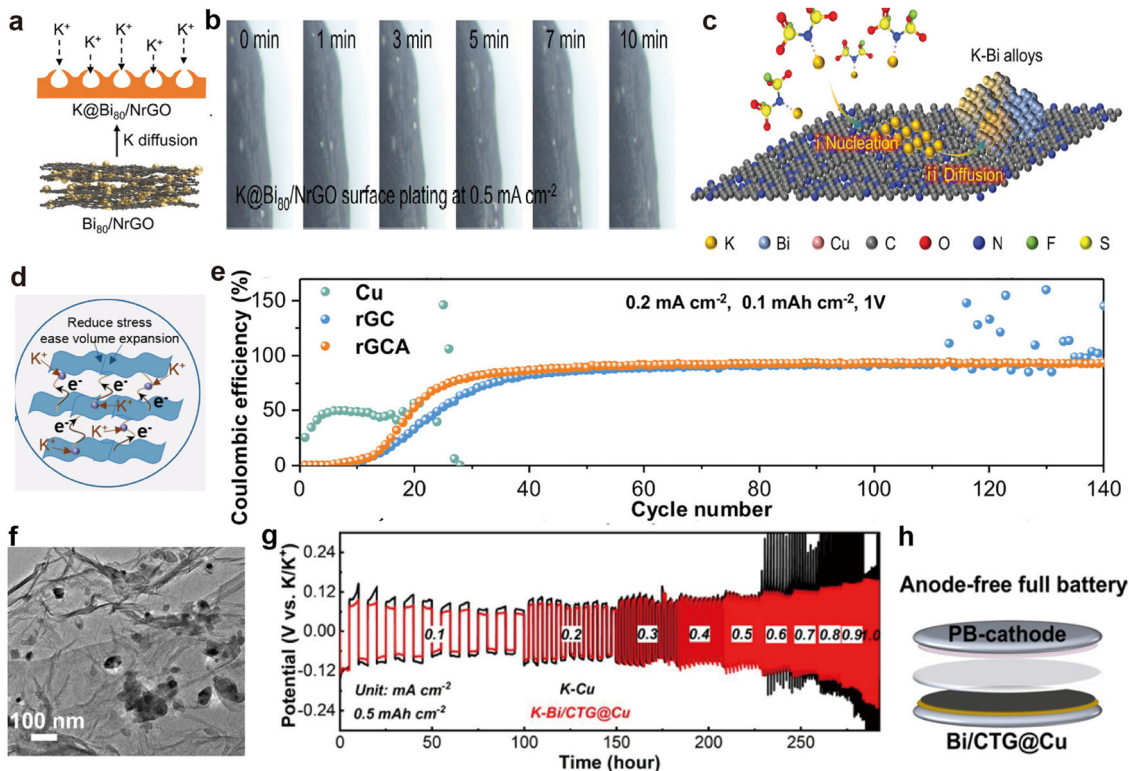 a
K⁺
K⁺ K⁺ K⁺ K⁺
K@Bi₈₀/NrGO
K diffusion
Bi₈₀/NrGO
b
0 min 1 min 3 min 5 min 7 min 10 min
K@Bi₈₀/NrGO surface plating at 0.5 mA cm⁻²
c
K-Bi alloys
i Nucleation
ii Diffusion
K Bi Cu C O N F S
d
Reduce stress
ease volume expansion
K⁺ K⁺
e⁻ e⁻
K⁺ e⁻
e⁻ K⁺ e⁻
K⁺
e
Coulombic efficiency (%)
150
100
50
0
Cu
rGC
rGCA
0.2 mA cm⁻², 0.1 mAh cm⁻², 1V
0 20 40 60 80 100 120 140
Cycle number
f
100 nm
g
Potential (V vs. K/K⁺)
0.24
0.12
0.00
-0.12
-0.24
0.1 0.2 0.3 0.4 0.5 0.6 0.7 0.8 0.9 1.0
Unit: mA cm⁻²
0.5 mAh cm⁻²
K-Cu
K-Bi/CTG@Cu
0 50 100 150 200 250
Time (hour)
h
Anode-free full battery
PB-cathode
Bi/CTG@Cu